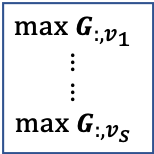 max G:,v₁
⋮
⋮
max G:,vₛ